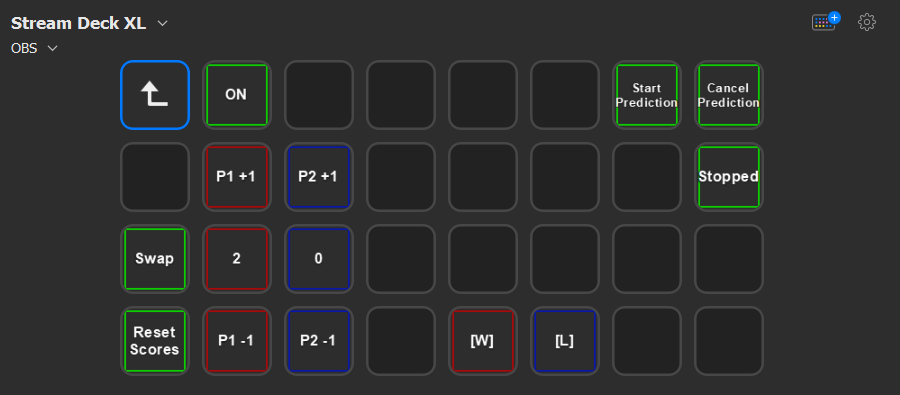 Stream Deck XL
OBS
ON
Start
Prediction
Cancel
Prediction
P1 +1
P2 +1
Stopped
Swap
2
0
Reset
Scores
P1 -1
P2 -1
[W]
[L]